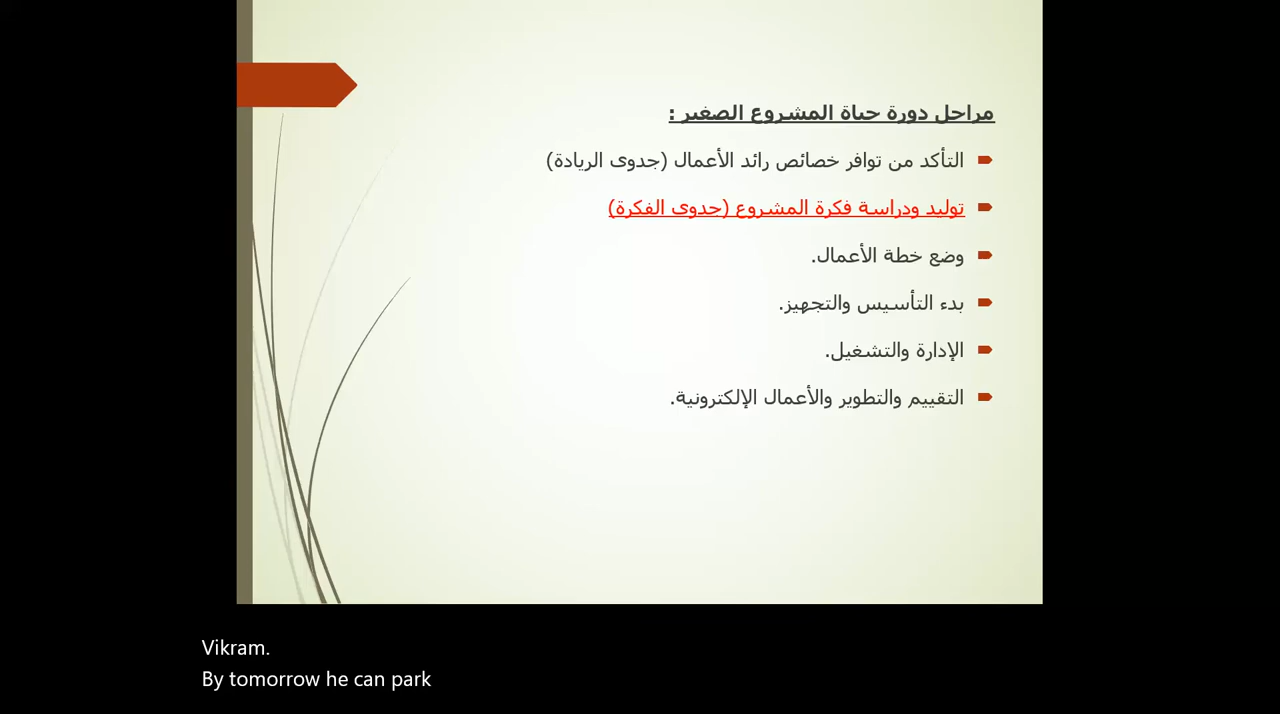 مراحل دورة حياة المشروع الصغير :
التأكد من توافر خصائص رائد الأعمال (جدوى الريادة)
توليد ودراسة فكرة المشروع (جدوى الفكرة)
وضع خطة الأعمال.
بدء التأسيس والتجهيز.
الإدارة والتشغيل.
التقييم والتطوير والأعمال الإلكترونية.
Vikram.
By tomorrow he can park